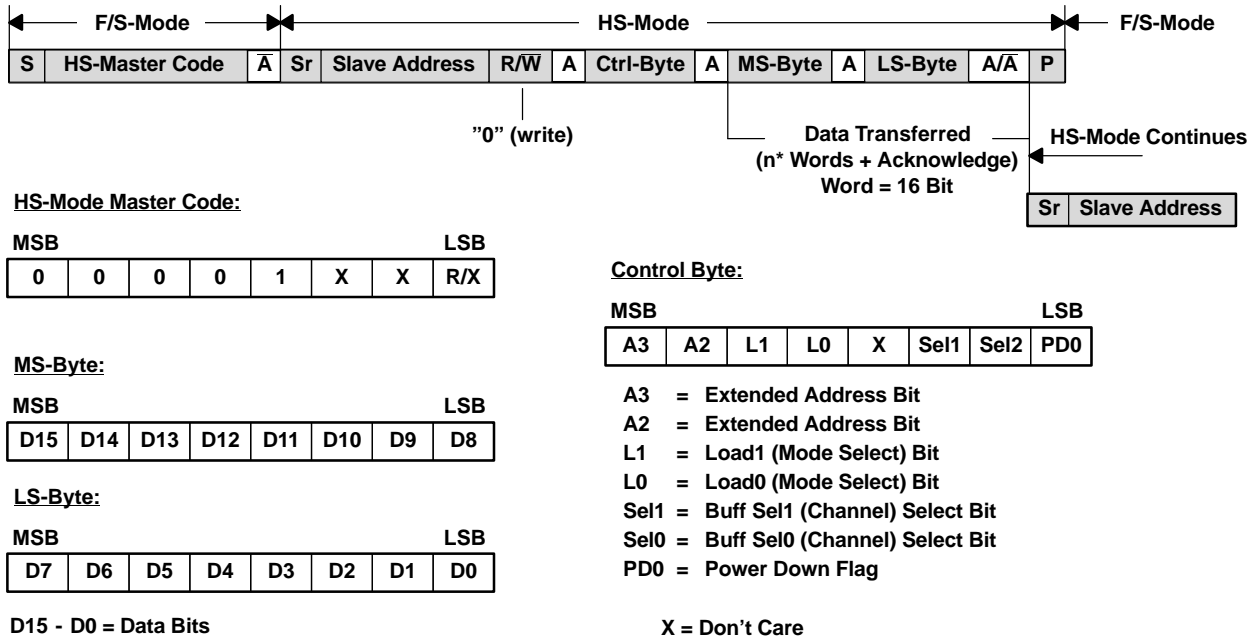 F/S-Mode HS-Mode F/S-Mode
S HS-Master Code A̅ Sr Slave Address R/W̅ A Ctrl-Byte A MS-Byte A LS-Byte A/A̅ P
”0” (write)
Data Transferred
(n* Words + Acknowledge)
Word = 16 Bit
HS-Mode Continues
Sr Slave Address
HS-Mode Master Code:
MSB LSB
0 0 0 0 1 X X R/X
MS-Byte:
MSB LSB
D15 D14 D13 D12 D11 D10 D9 D8
LS-Byte:
MSB LSB
D7 D6 D5 D4 D3 D2 D1 D0
D15 - D0 = Data Bits
Control Byte:
MSB LSB
A3 A2 L1 L0 X Sel1 Sel2 PD0
A3 = Extended Address Bit
A2 = Extended Address Bit
L1 = Load1 (Mode Select) Bit
L0 = Load0 (Mode Select) Bit
Sel1 = Buff Sel1 (Channel) Select Bit
Sel0 = Buff Sel0 (Channel) Select Bit
PD0 = Power Down Flag
X = Don’t Care